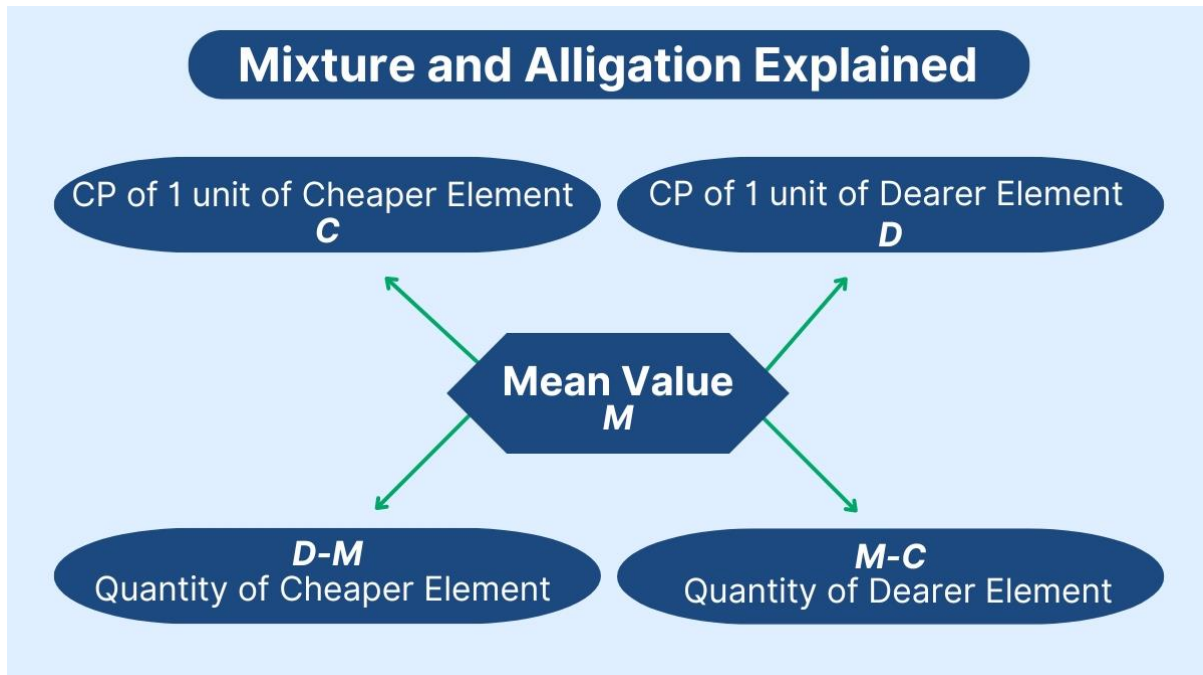 Mixture and Alligation Explained
CP of 1 unit of Cheaper Element
C
CP of 1 unit of Dearer Element
D
Mean Value
M
D-M
Quantity of Cheaper Element
M-C
Quantity of Dearer Element